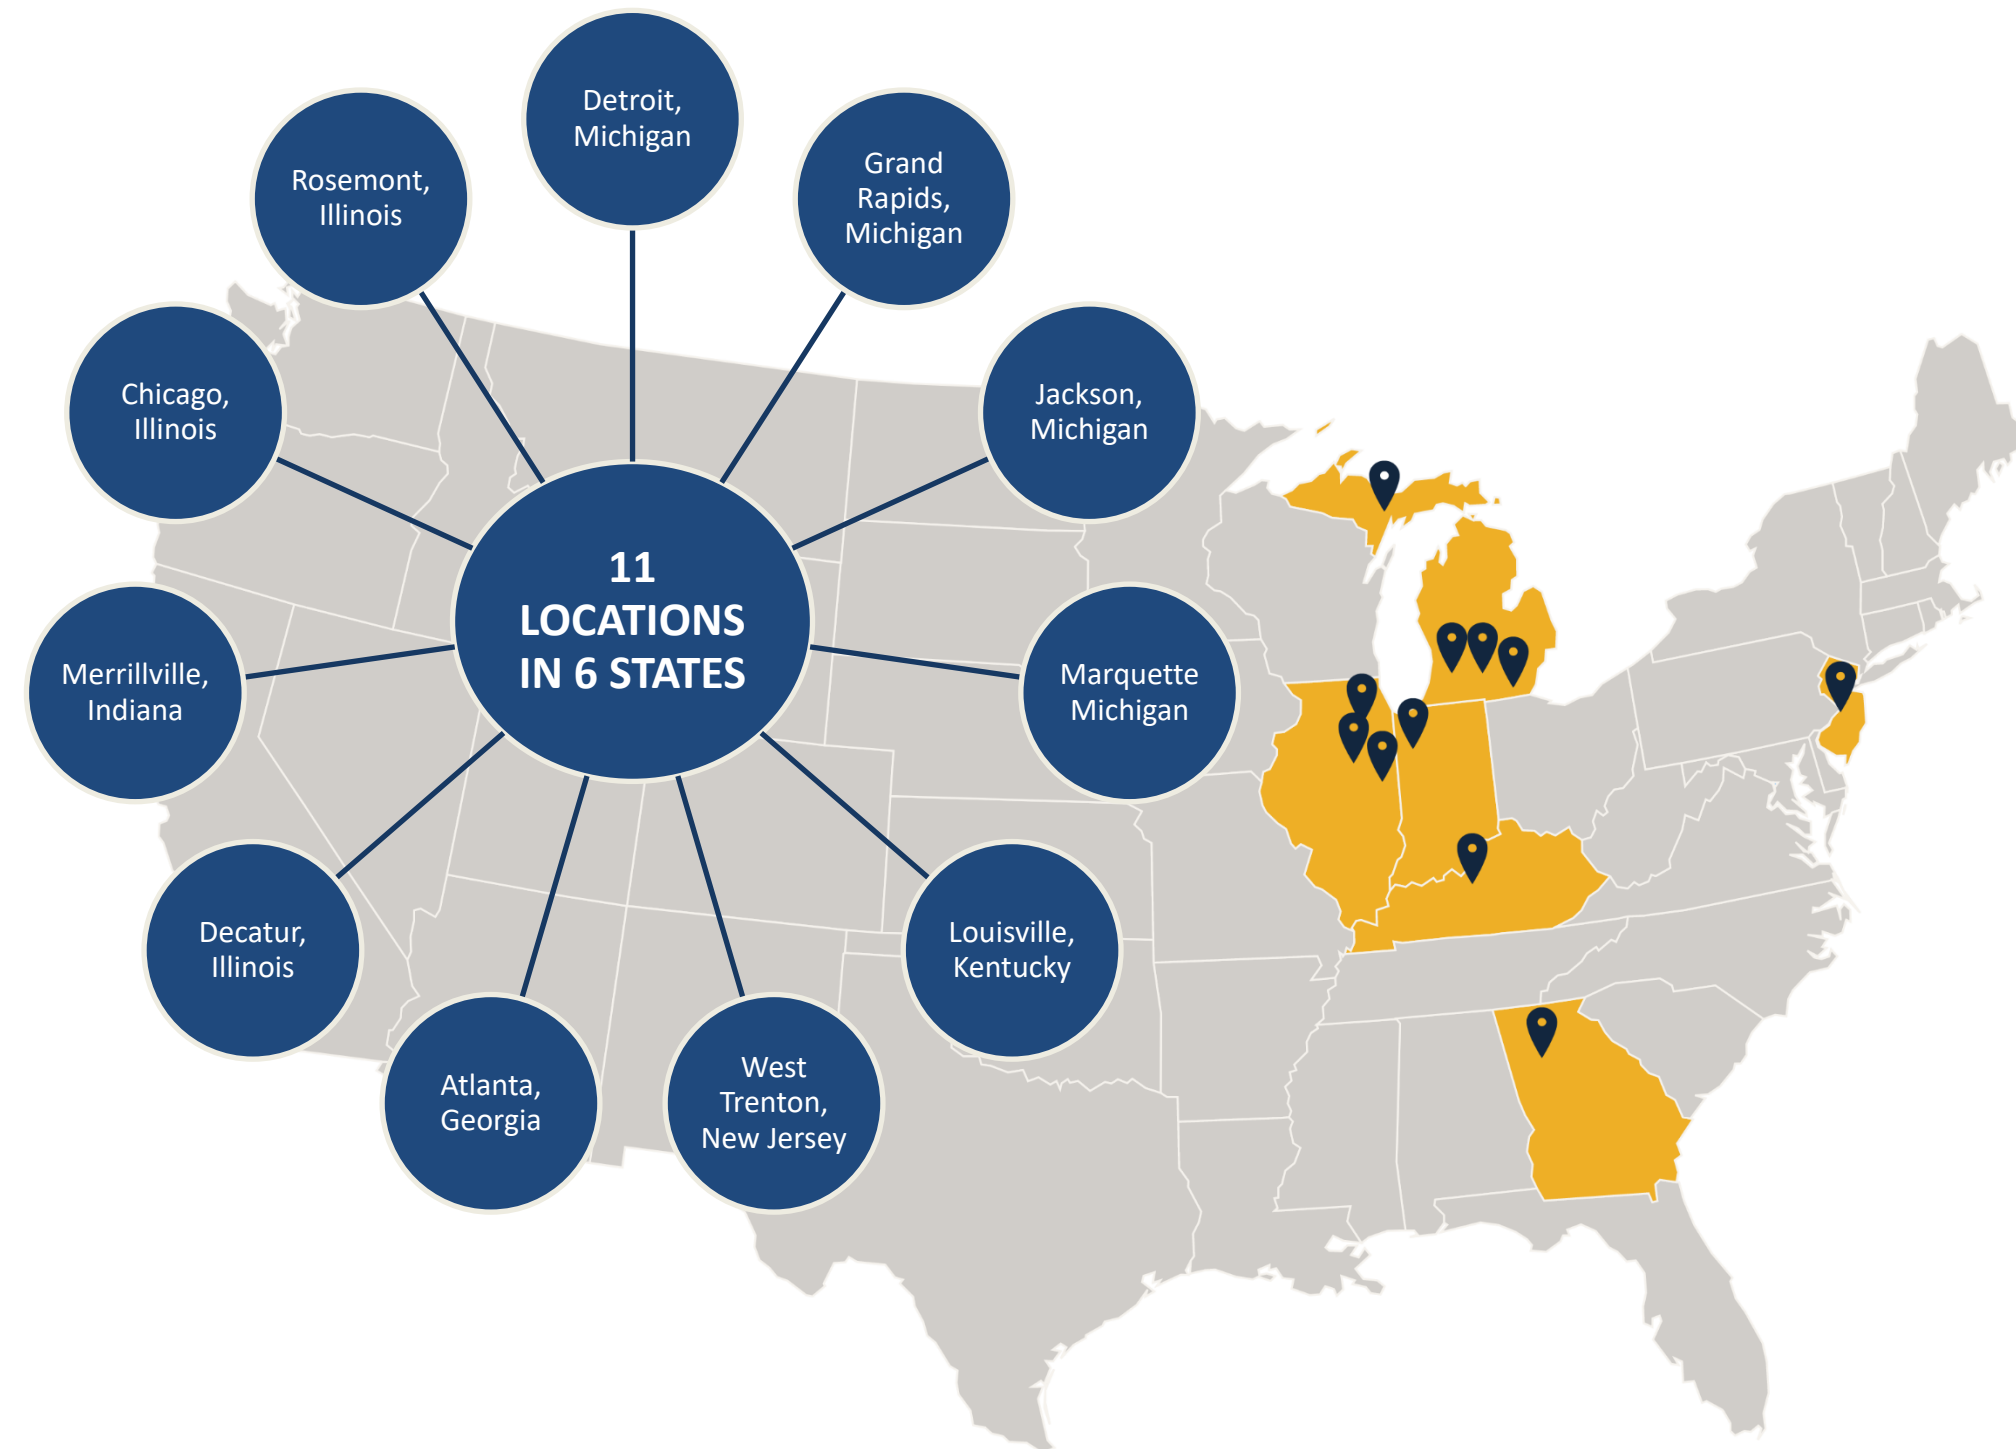 Detroit,
Michigan
Grand
Rapids,
Michigan
Rosemont,
Illinois
Jackson,
Michigan
Chicago,
Illinois
11
LOCATIONS
IN 6 STATES
Merrillville,
Indiana
Marquette
Michigan
Decatur,
Illinois
Louisville,
Kentucky
Atlanta,
Georgia
West
Trenton,
New Jersey